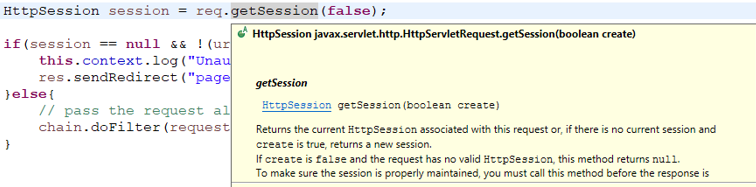 HttpSession session = req.getSession(false);
HttpSession javax.servlet.http.HttpServletRequest.getSession(boolean create)
if(session == null && !(ur
this.context.log("Unau
res.sendRedirect("page
}else{
// pass the request al
chain.doFilter(request
}
getSession
HttpSession getSession(boolean create)
Returns the current HttpSession associated with this request or, if there is no current session and
create is true, returns a new session.
If create is false and the request has no valid HttpSession, this method returns null.
To make sure the session is properly maintained, you must call this method before the response is